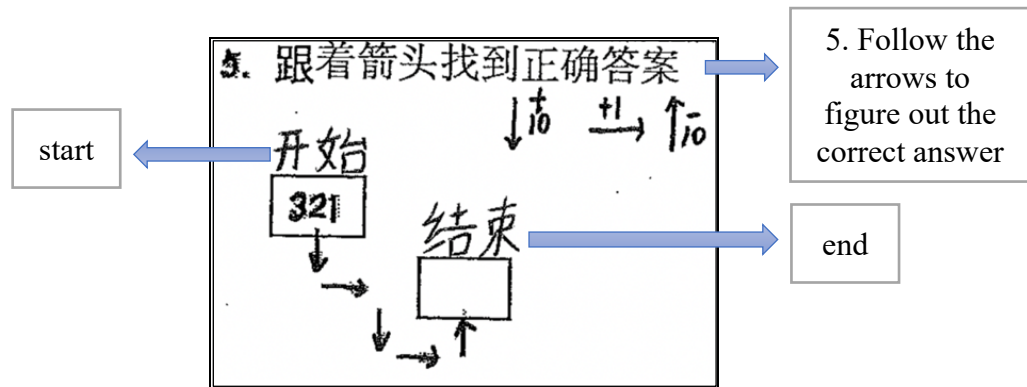 5. 跟着箭头找到正确答案
5. Follow the
arrows to
figure out the
correct answer
+
10
+1
-
10
start
开始
321
结束
end